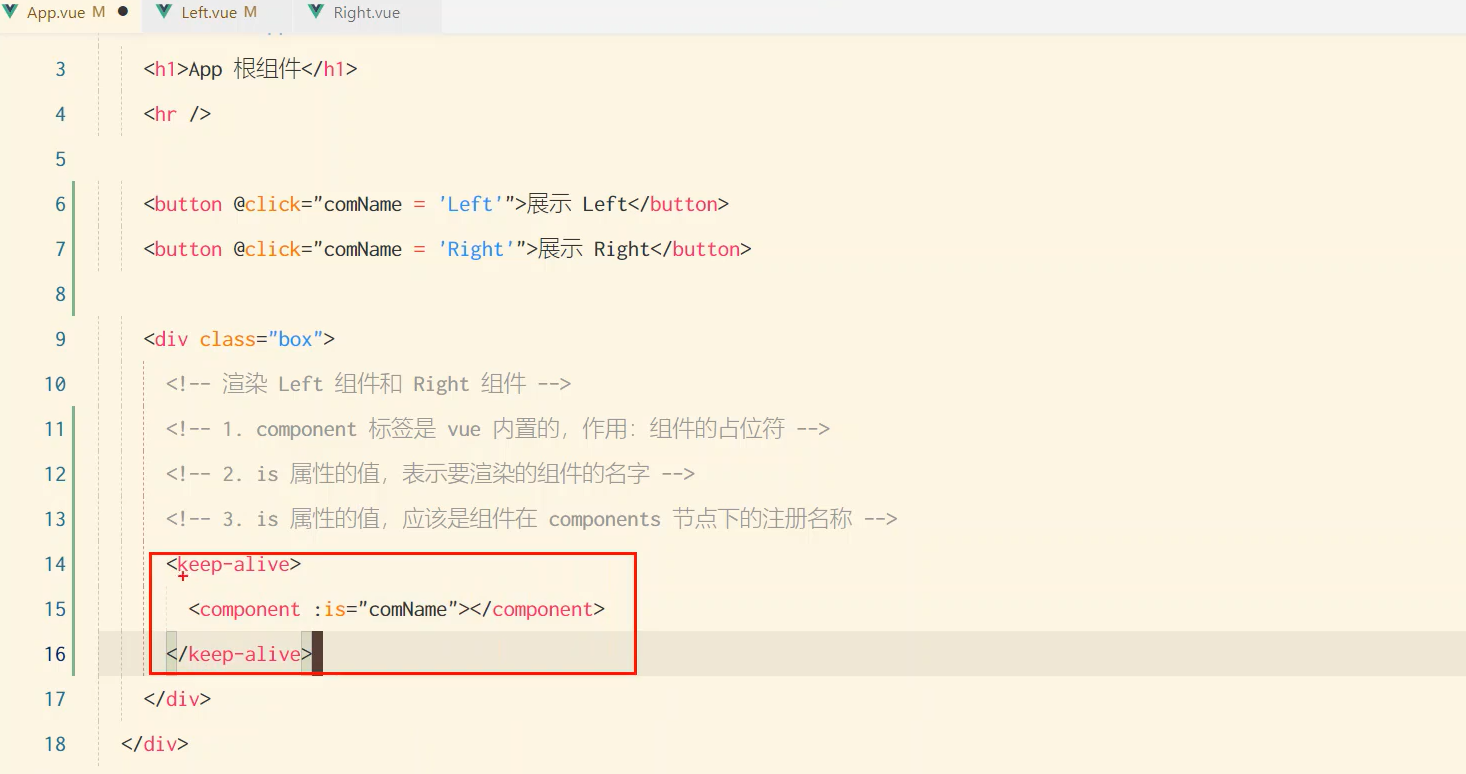 App.vue M ● Left.vue M Right.vue
3 <h1>App 根组件</h1>
4 <hr />
5
6 <button @click="comName = 'Left'">展示 Left</button>
7 <button @click="comName = 'Right'">展示 Right</button>
8
9 <div class="box">
10 <!-- 渲染 Left 组件和 Right 组件 -->
11 <!-- 1. component 标签是 vue 内置的，作用：组件的占位符 -->
12 <!-- 2. is 属性的值，表示要渲染的组件的名字 -->
13 <!-- 3. is 属性的值，应该是组件在 components 节点下的注册名称 -->
14 <keep-alive>
15 <component :is="comName"></component>
16 </keep-alive>
17 </div>
18 </div>